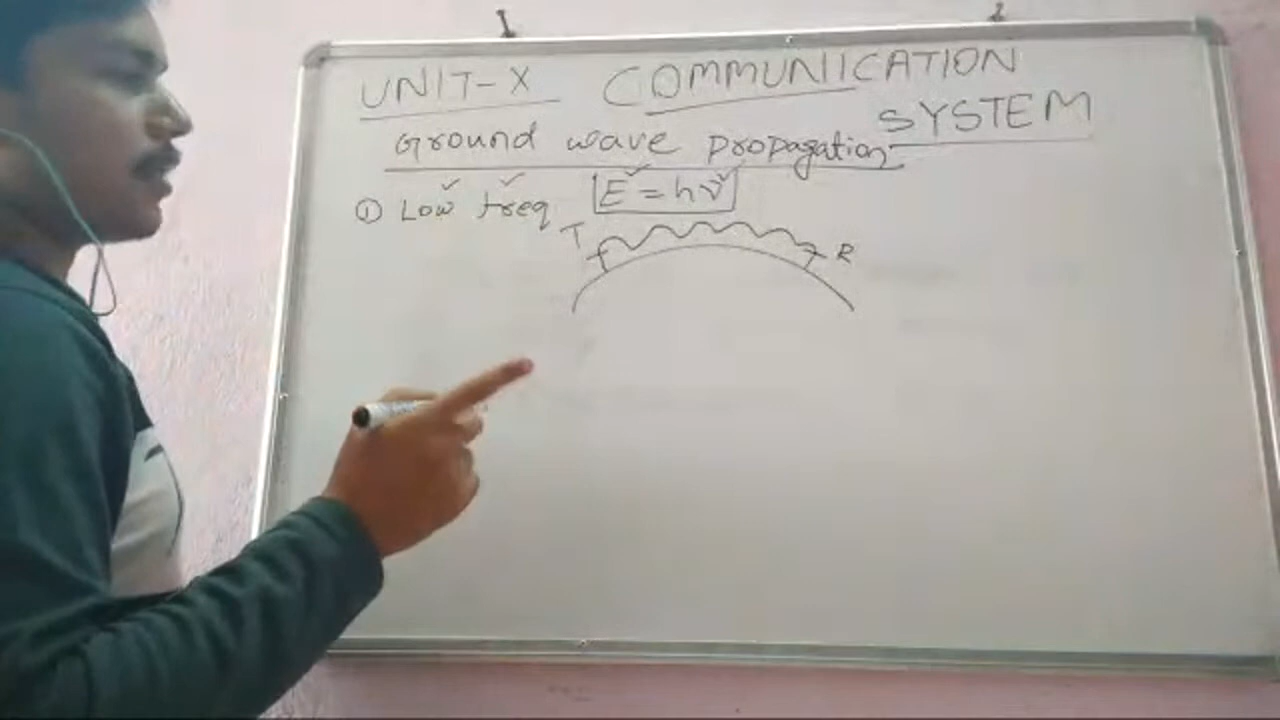 UNIT-X COMMUNICATION
SYSTEM
Ground wave propagation
① Low freq E = hν
T R